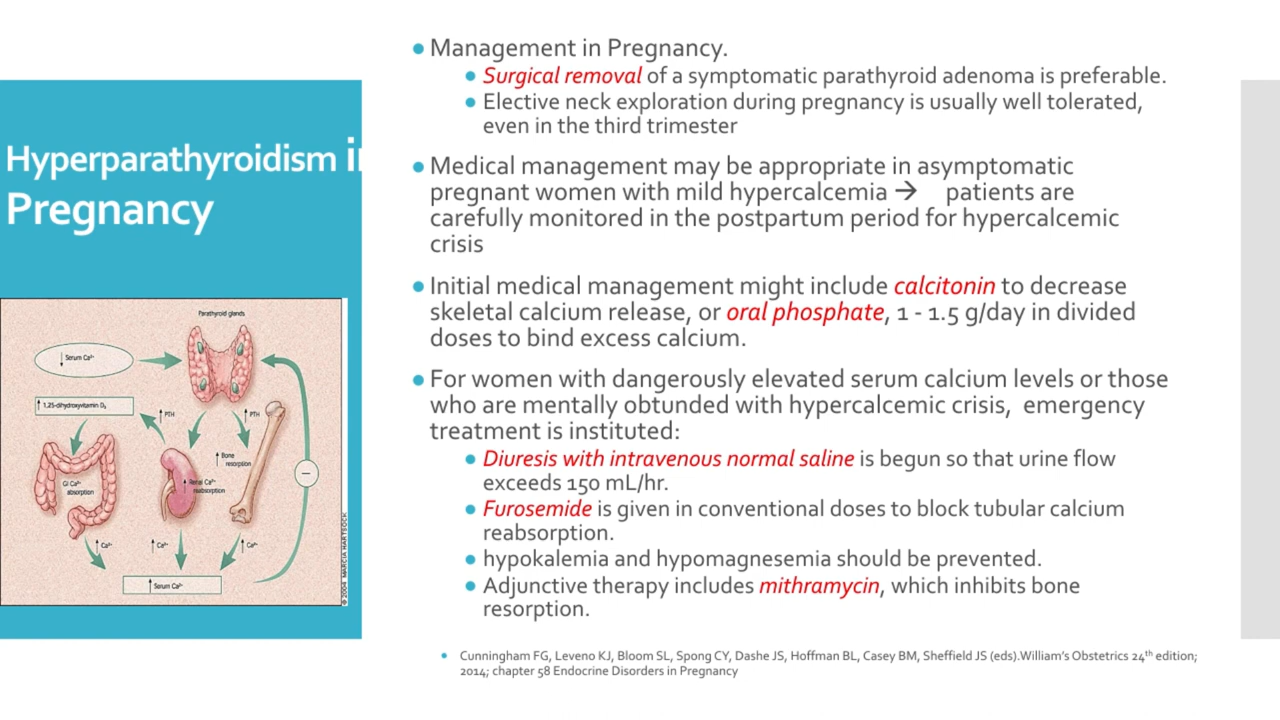 Hyperparathyroidism in
Pregnancy
● Management in Pregnancy.
● Surgical removal of a symptomatic parathyroid adenoma is preferable.
● Elective neck exploration during pregnancy is usually well tolerated,
even in the third trimester
● Medical management may be appropriate in asymptomatic
pregnant women with mild hypercalcemia → patients are
carefully monitored in the postpartum period for hypercalcemic
crisis
● Initial medical management might include calcitonin to decrease
skeletal calcium release, or oral phosphate, 1 - 1.5 g/day in divided
doses to bind excess calcium.
● For women with dangerously elevated serum calcium levels or those
who are mentally obtunded with hypercalcemic crisis, emergency
treatment is instituted:
● Diuresis with intravenous normal saline is begun so that urine flow
exceeds 150 mL/hr.
● Furosemide is given in conventional doses to block tubular calcium
reabsorption.
● hypokalemia and hypomagnesemia should be prevented.
● Adjunctive therapy includes mithramycin, which inhibits bone
resorption.
● Cunningham FG, Leveno KJ, Bloom SL, Spong CY, Dashe JS, Hoffman BL, Casey BM, Sheffield JS (eds).William's Obstetrics 24th edition;
2014; chapter 58 Endocrine Disorders in Pregnancy
Parathyroid glands
↓ Serum Ca²⁺
↑ 1,25-dihydroxyvitamin D₃
↑ PTH
↑ PTH
↑ Bone
resorption
GI Ca²⁺
absorption
↑ Renal Ca²⁺
reabsorption
↑ Ca²⁺
↑ Ca²⁺
↑ Ca²⁺
↑ Serum Ca²⁺
−
© 2004 MARCIA HARTSOCK